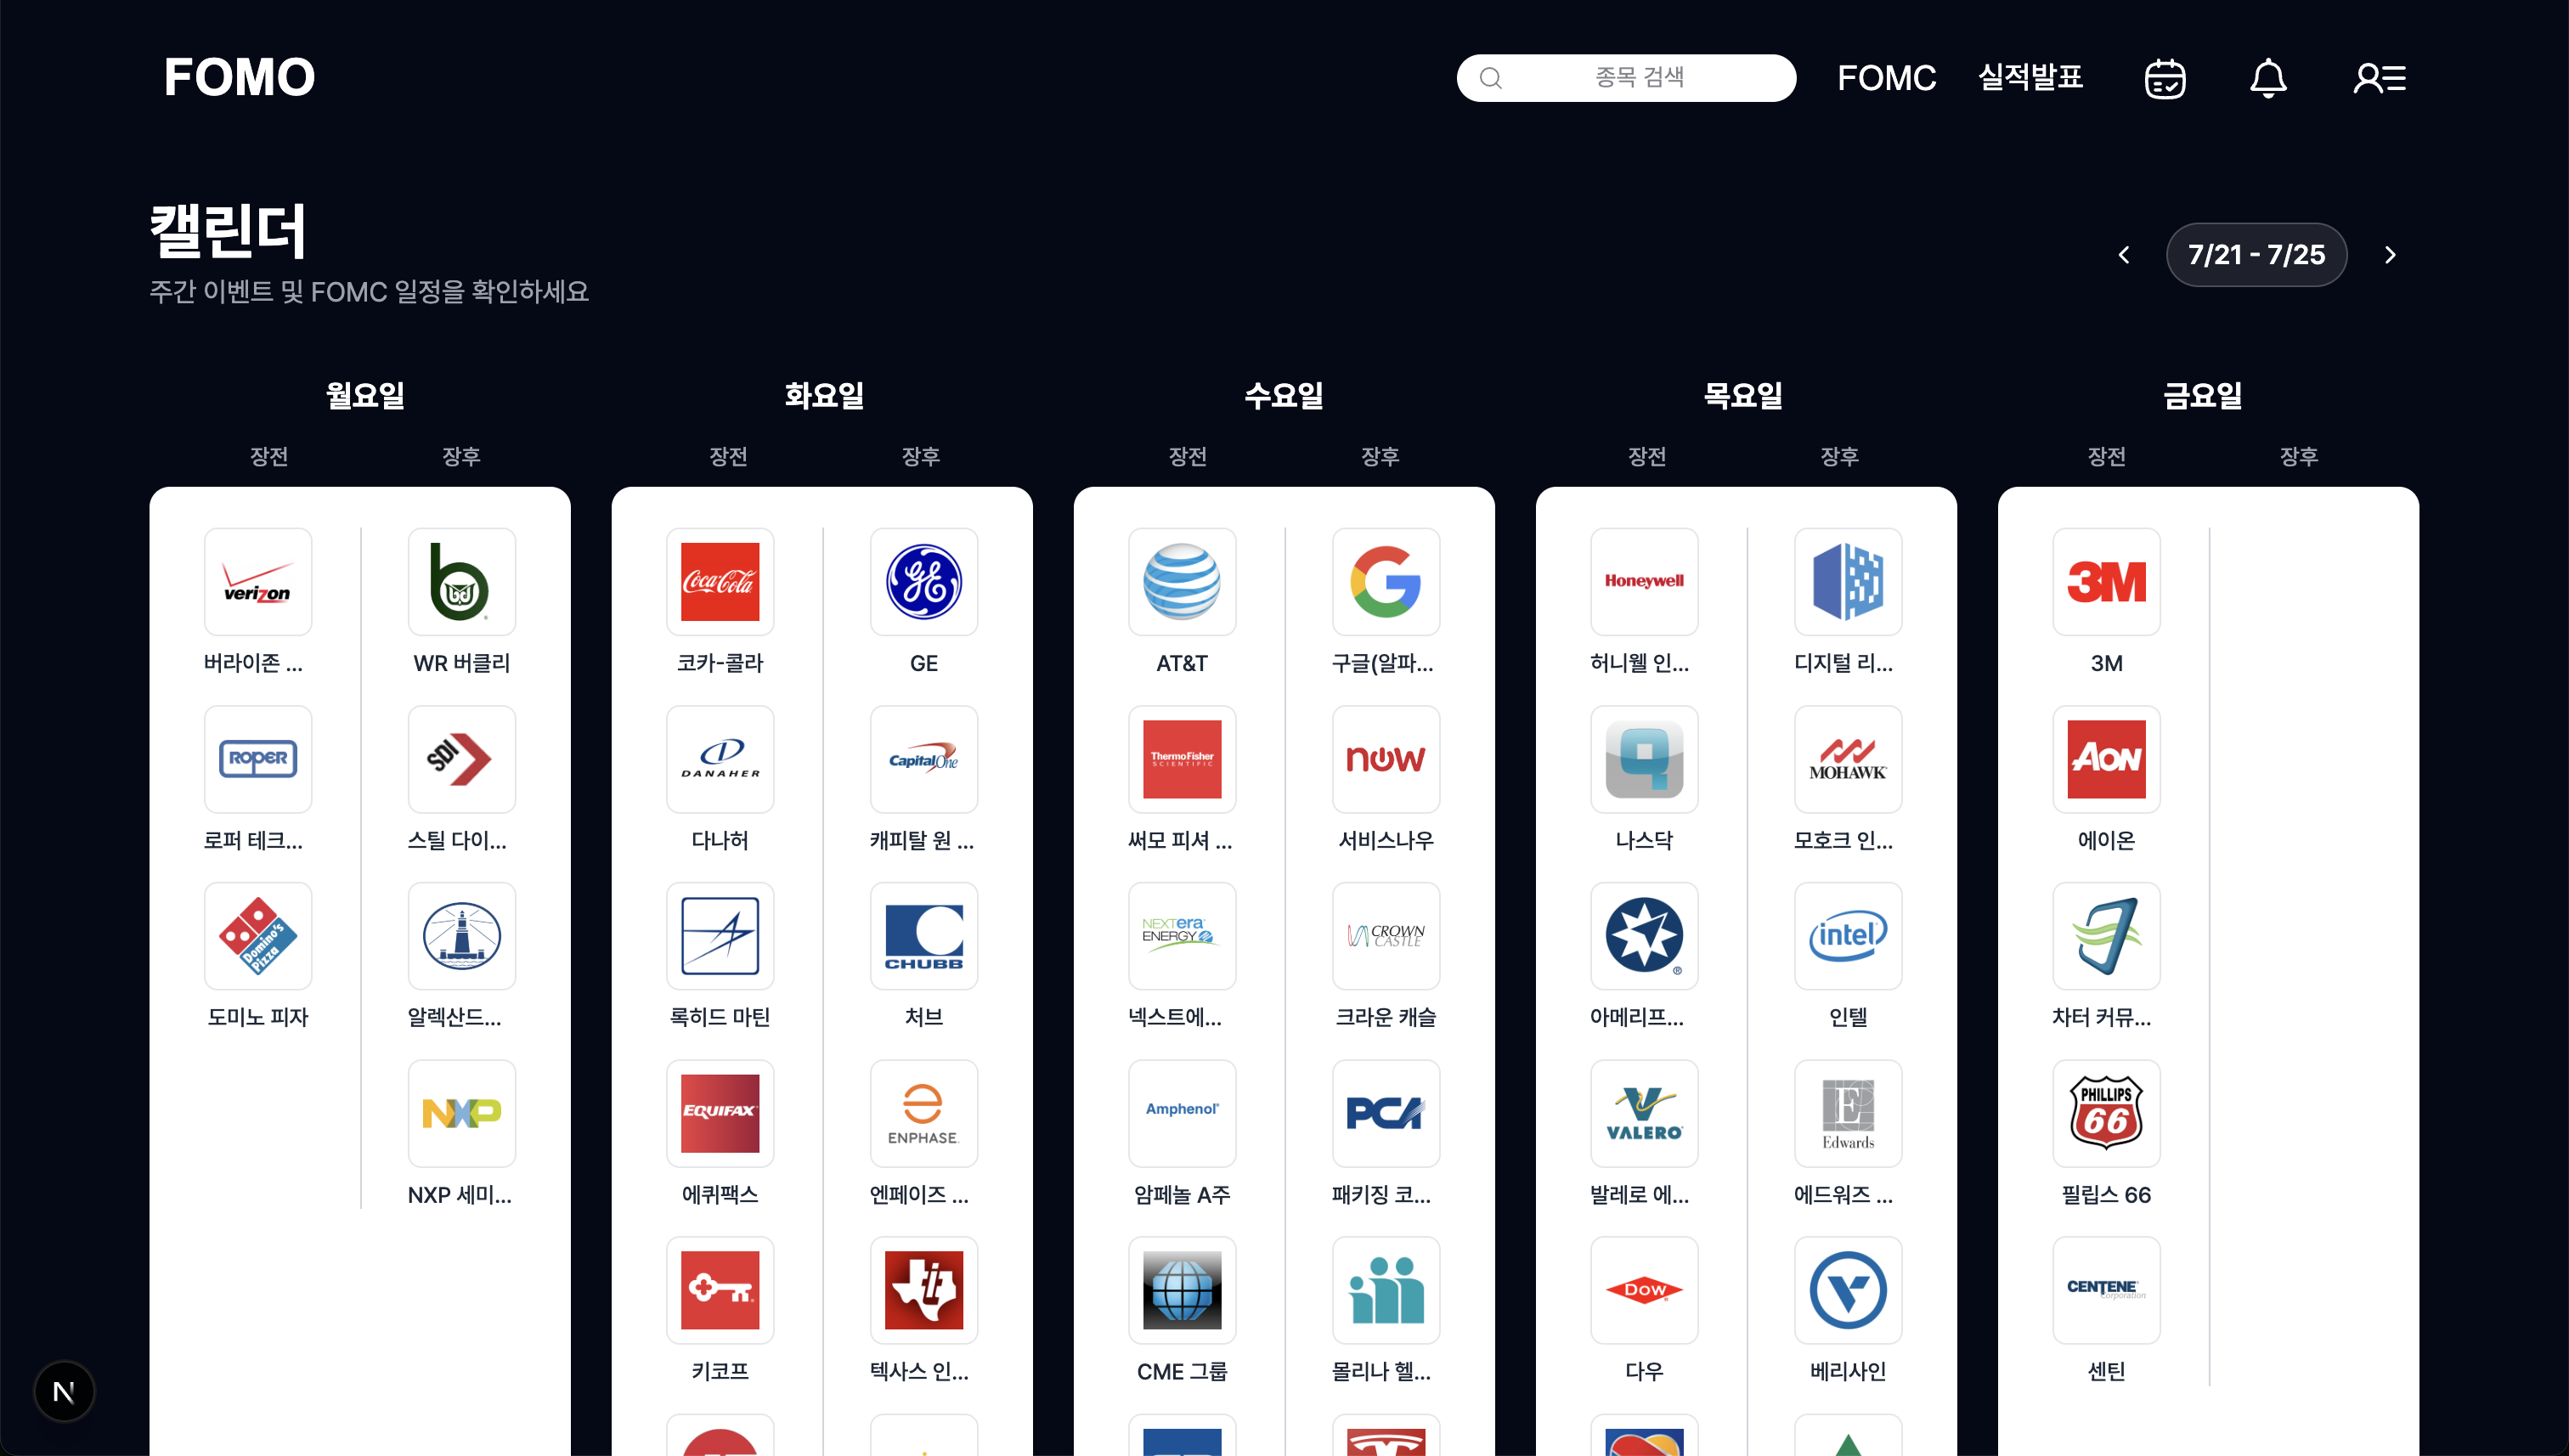 FOMO
종목 검색
FOMC
실적발표
캘린더
주간 이벤트 및 FOMC 일정을 확인하세요
7/21 - 7/25
월요일
장전
장후
verizon
버라이존 ...
ROPER
로퍼 테크...
Domino's
Pizza
도미노 피자
b
WR 버클리
SDI
스틸 다이...
알렉산드...
NXP
NXP 세미...
화요일
장전
장후
Coca-Cola
코카-콜라
DANAHER
다나허
록히드 마틴
EQUIFAX
에퀴팩스
키코프
GE
GE
CapitalOne
캐피탈 원 ...
CHUBB
처브
ENPHASE
엔페이즈 ...
텍사스 인...
수요일
장전
장후
AT&T
ThermoFisher
SCIENTIFIC
써모 피셔 ...
NEXTera
ENERGY
넥스트에...
Amphenol
암페놀 A주
CME 그룹
G
구글(알파...
now
서비스나우
CROWN
CASTLE
크라운 캐슬
PCA
패키징 코...
몰리나 헬...
목요일
장전
장후
Honeywell
허니웰 인...
나스닥
®
아메리프...
VALERO
발레로 에...
Dow
다우
디지털 리...
MOHAWK
모호크 인...
intel
인텔
E
Edwards
에드워즈 ...
베리사인
금요일
장전
장후
3M
3M
AON
에이온
차터 커뮤...
PHILLIPS
66
필립스 66
CENTENE
Corporation
센틴
N